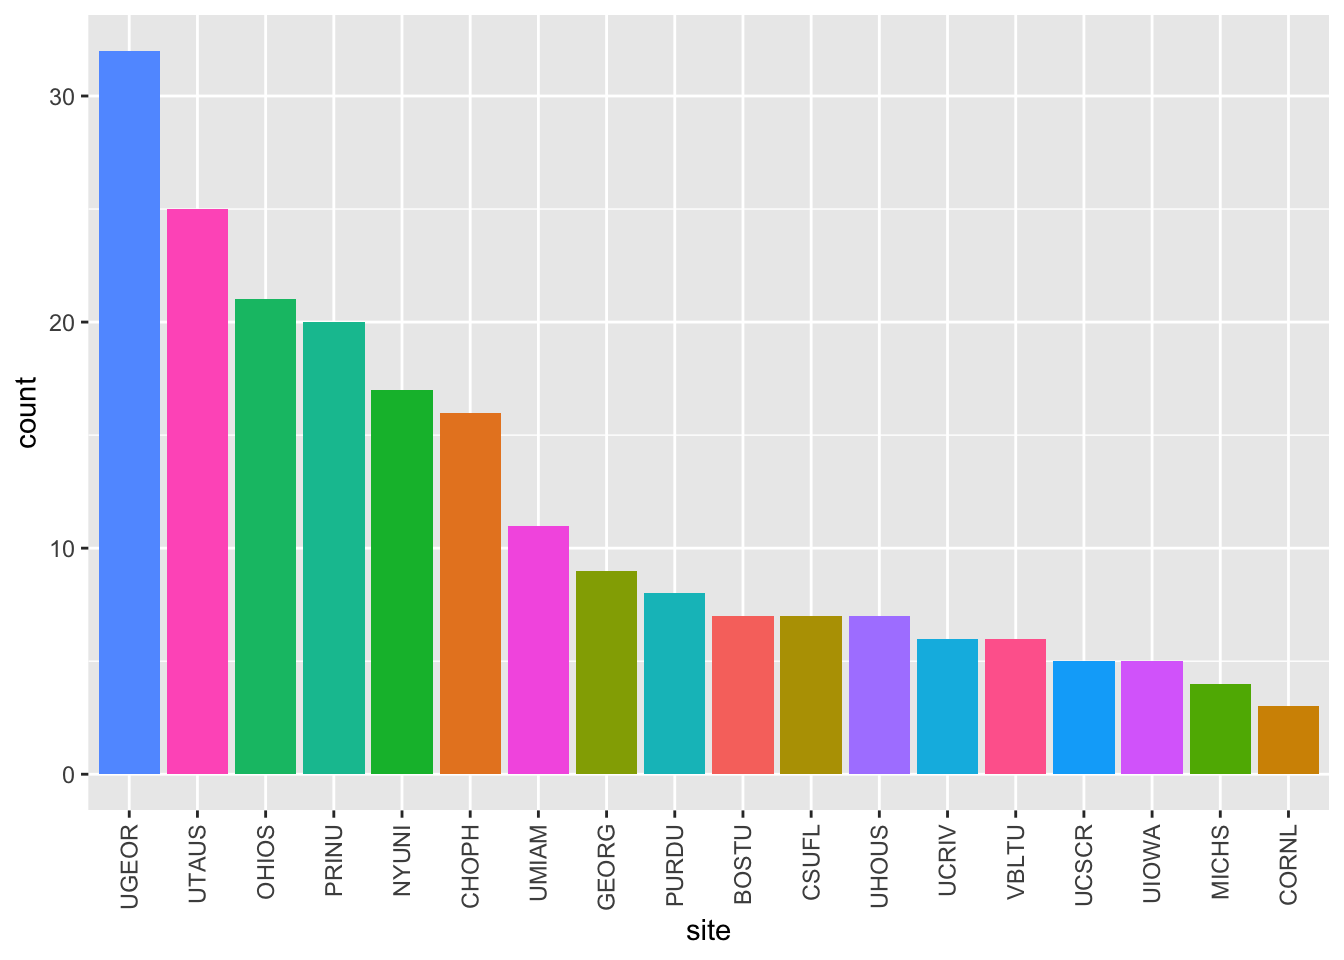 count
30
20
10
0
UGEOR
UTAUS
OHIOS
PRINU
NYUNI
CHOPH
UMIAM
GEORG
PURDU
BOSTU
CSUFL
UHOUS
UCRIV
VBLTU
UCSCR
UIOWA
MICHS
CORNL
site